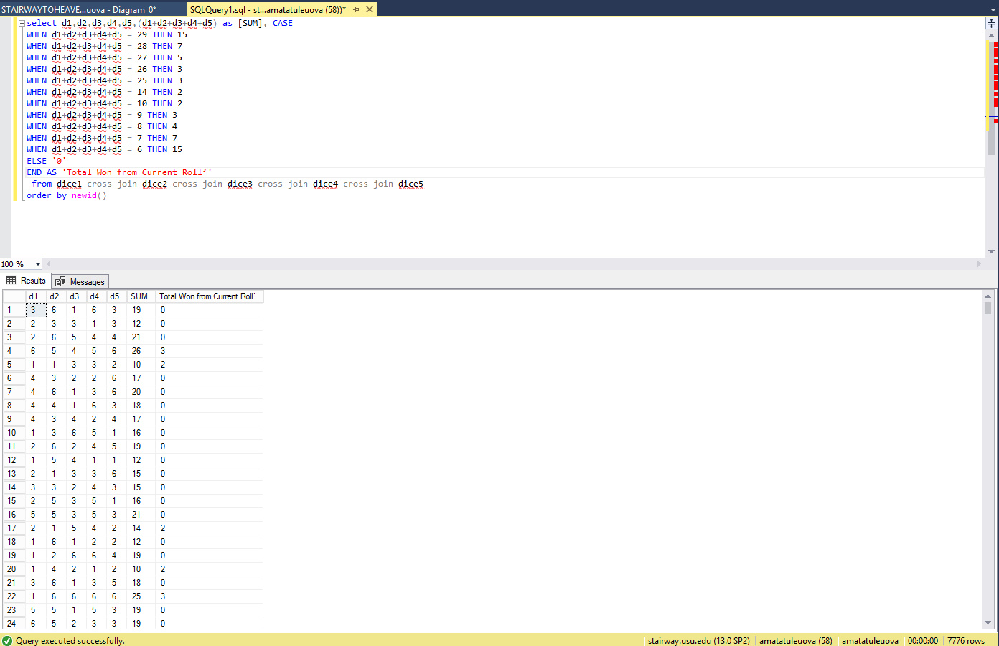 STAIRWAYTOHEAVE...uova - Diagram_0* SQLQuery1.sql - st...amatatuleuova (58))*
select d1,d2,d3,d4,d5,(d1+d2+d3+d4+d5) as [SUM], CASE
WHEN d1+d2+d3+d4+d5 = 29 THEN 15
WHEN d1+d2+d3+d4+d5 = 28 THEN 7
WHEN d1+d2+d3+d4+d5 = 27 THEN 5
WHEN d1+d2+d3+d4+d5 = 26 THEN 3
WHEN d1+d2+d3+d4+d5 = 25 THEN 3
WHEN d1+d2+d3+d4+d5 = 14 THEN 2
WHEN d1+d2+d3+d4+d5 = 10 THEN 2
WHEN d1+d2+d3+d4+d5 = 9 THEN 3
WHEN d1+d2+d3+d4+d5 = 8 THEN 4
WHEN d1+d2+d3+d4+d5 = 7 THEN 7
WHEN d1+d2+d3+d4+d5 = 6 THEN 15
ELSE '0'
END AS 'Total Won from Current Roll’'
from dice1 cross join dice2 cross join dice3 cross join dice4 cross join dice5
order by newid()
100 %
Results Messages
d1 d2 d3 d4 d5 SUM Total Won from Current Roll’
1 3 6 1 6 3 19 0
2 2 3 3 1 3 12 0
3 2 6 5 4 4 21 0
4 6 5 4 5 6 26 3
5 1 1 3 3 2 10 2
6 4 3 2 2 6 17 0
7 4 6 1 3 6 20 0
8 4 4 1 6 3 18 0
9 4 3 4 2 4 17 0
10 1 3 6 5 1 16 0
11 2 6 2 4 5 19 0
12 1 5 4 1 1 12 0
13 2 1 3 3 6 15 0
14 3 3 2 4 3 15 0
15 2 5 3 5 1 16 0
16 5 5 3 5 3 21 0
17 2 1 5 4 2 14 2
18 1 6 1 2 2 12 0
19 1 2 6 6 4 19 0
20 1 4 2 1 2 10 2
21 3 6 1 3 5 18 0
22 1 6 6 6 6 25 3
23 5 5 1 5 3 19 0
24 6 5 2 3 3 19 0
Query executed successfully. stairway.usu.edu (13.0 SP2) amatatuleuova (58) amatatuleuova 00:00:00 7776 rows